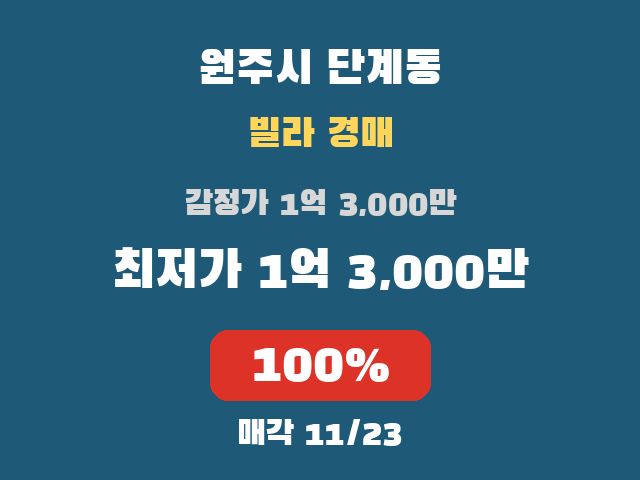 원주시 단계동
빌라 경매
감정가 1억 3,000만
최저가 1억 3,000만
100%
매각 11/23